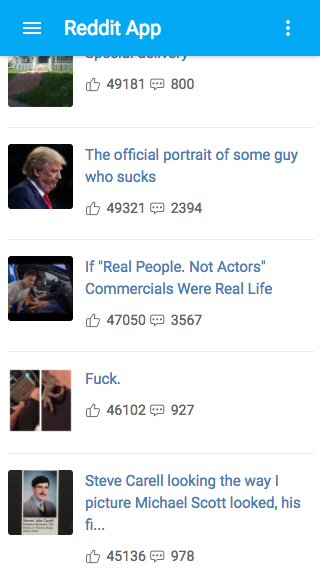 Reddit App
Special delivery
49181 800
The official portrait of some guy
who sucks
49321 2394
If "Real People. Not Actors"
Commercials Were Real Life
47050 3567
Fuck.
46102 927
Steve Carell looking the way I
picture Michael Scott looked, his
fi...
45136 978